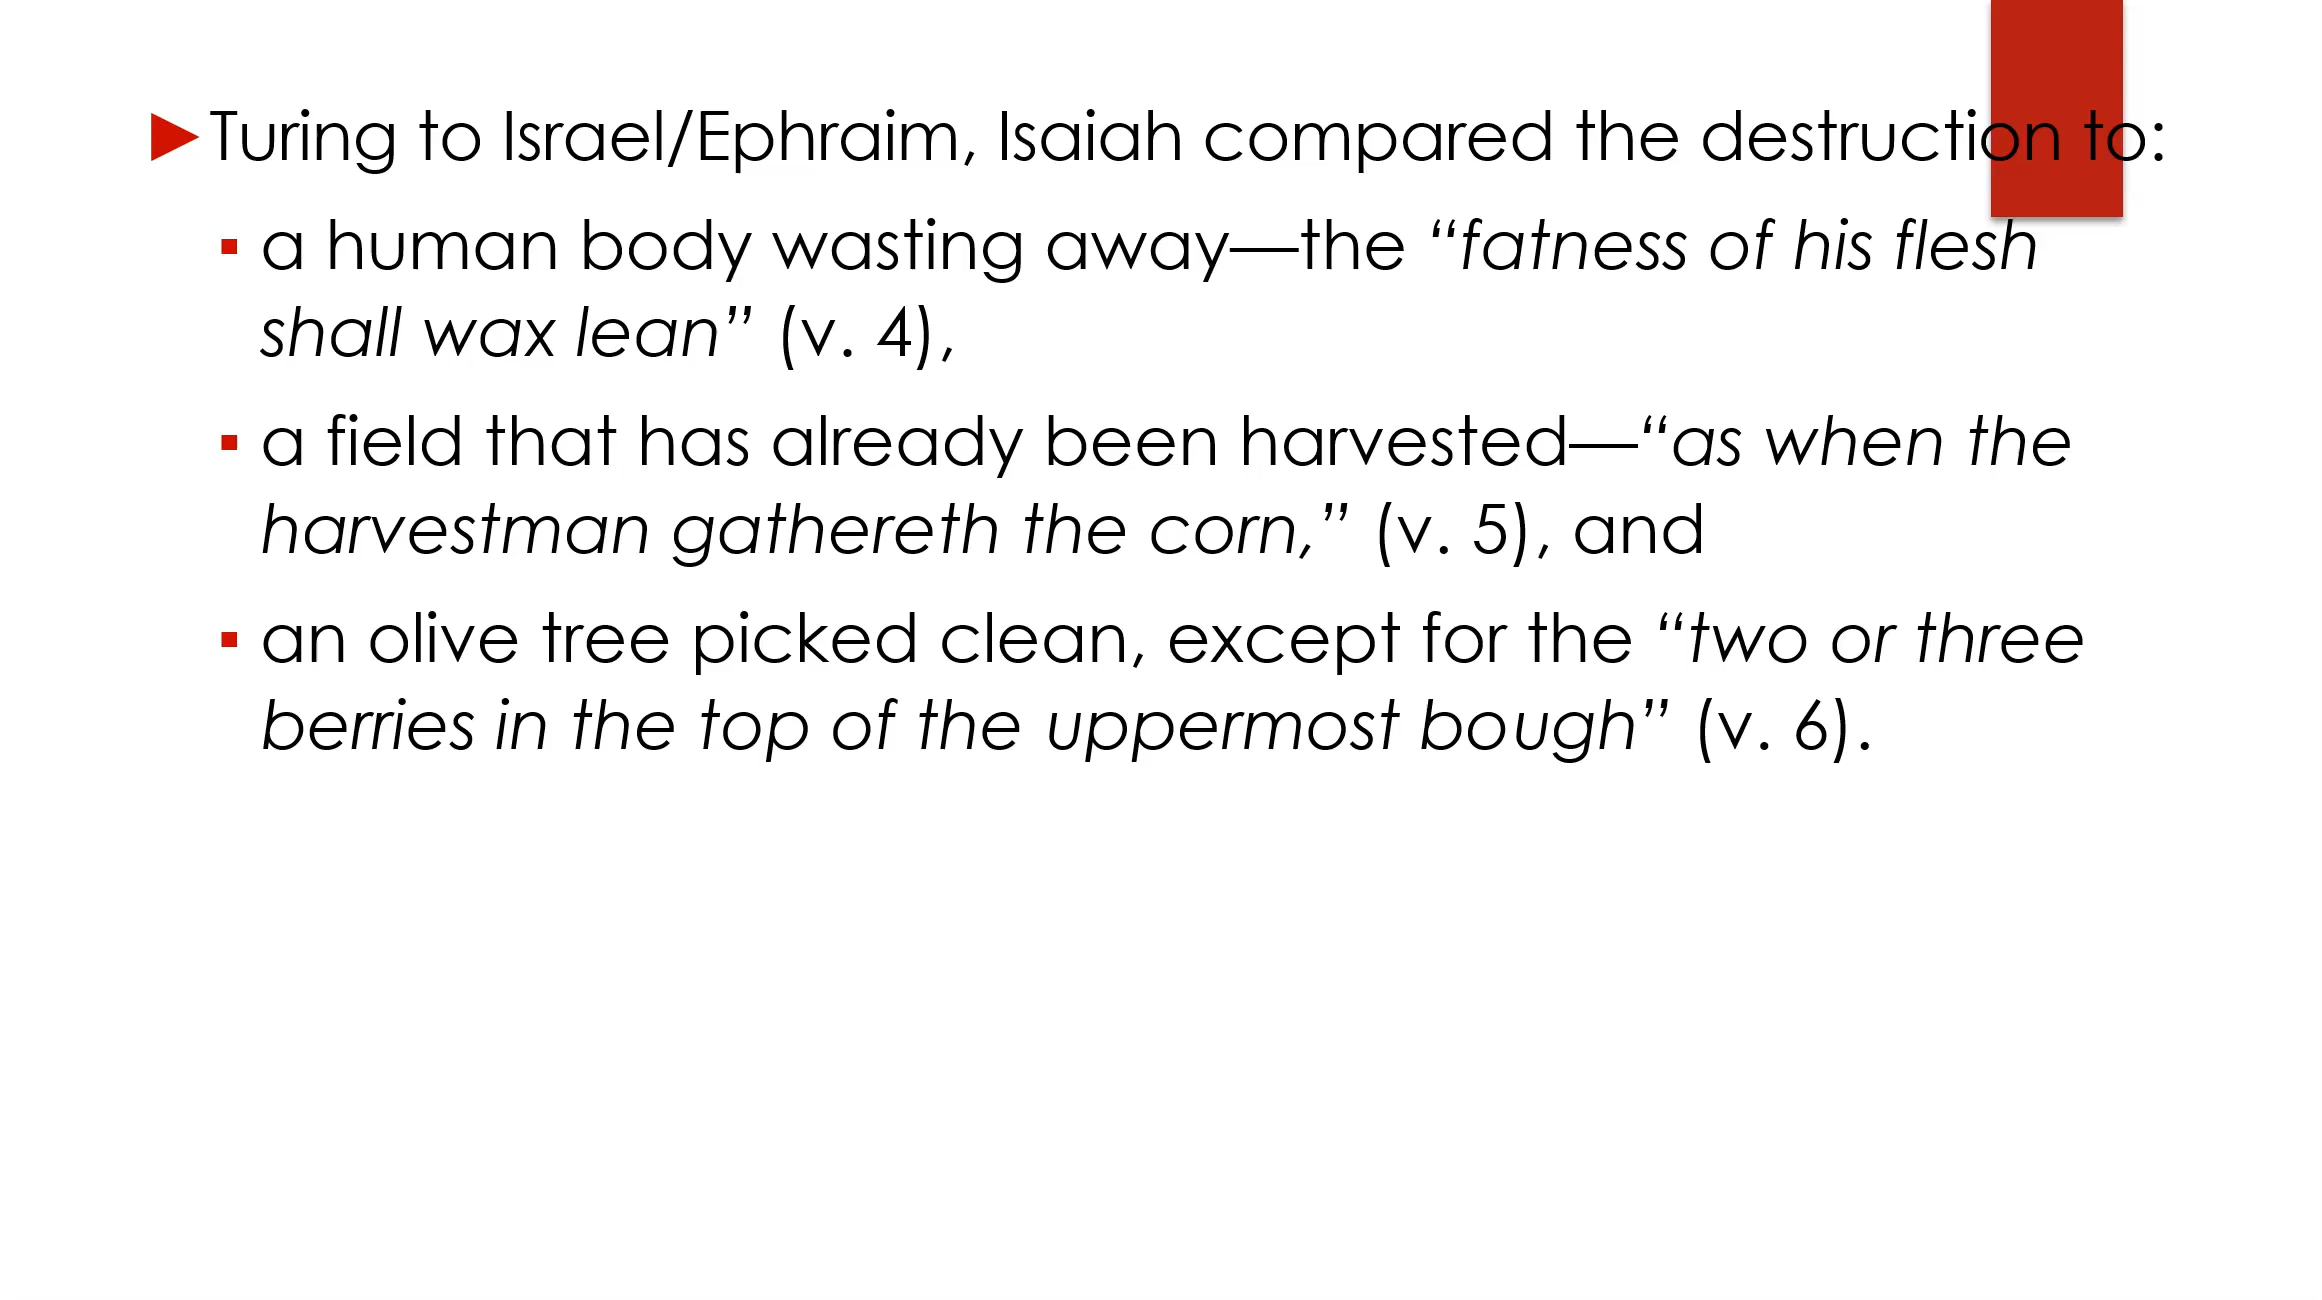 ►Turing to Israel/Ephraim, Isaiah compared the destruction to:
▪ a human body wasting away—the “fatness of his flesh
shall wax lean” (v. 4),
▪ a field that has already been harvested—“as when the
harvestman gathereth the corn,” (v. 5), and
▪ an olive tree picked clean, except for the “two or three
berries in the top of the uppermost bough” (v. 6).